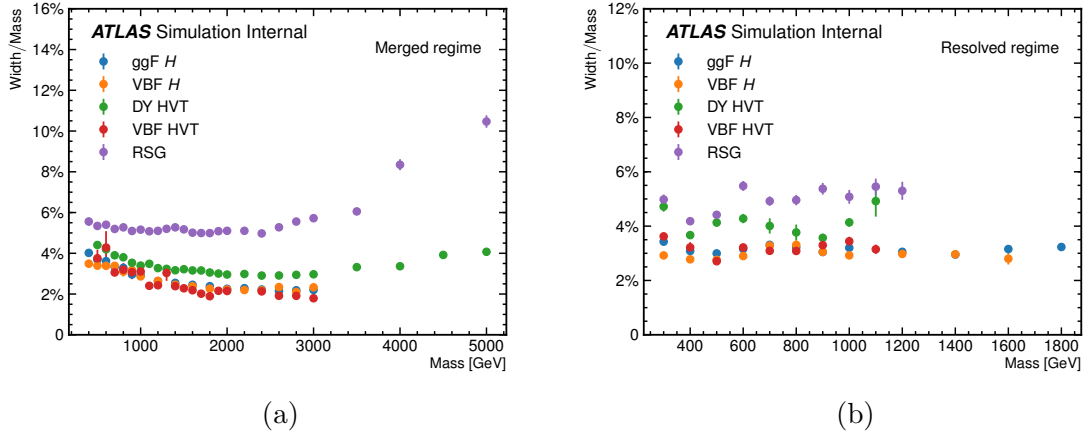 16%
14%
12%
10%
8%
6%
4%
2%
0
Width/Mass
ATLAS Simulation Internal
Merged regime
ggF H
VBF H
DY HVT
VBF HVT
RSG
1000 2000 3000 4000 5000
Mass [GeV]
(a)
12%
10%
8%
6%
4%
2%
0
Width/Mass
ATLAS Simulation Internal
Resolved regime
ggF H
VBF H
DY HVT
VBF HVT
RSG
400 600 800 1000 1200 1400 1600 1800
Mass [GeV]
(b)